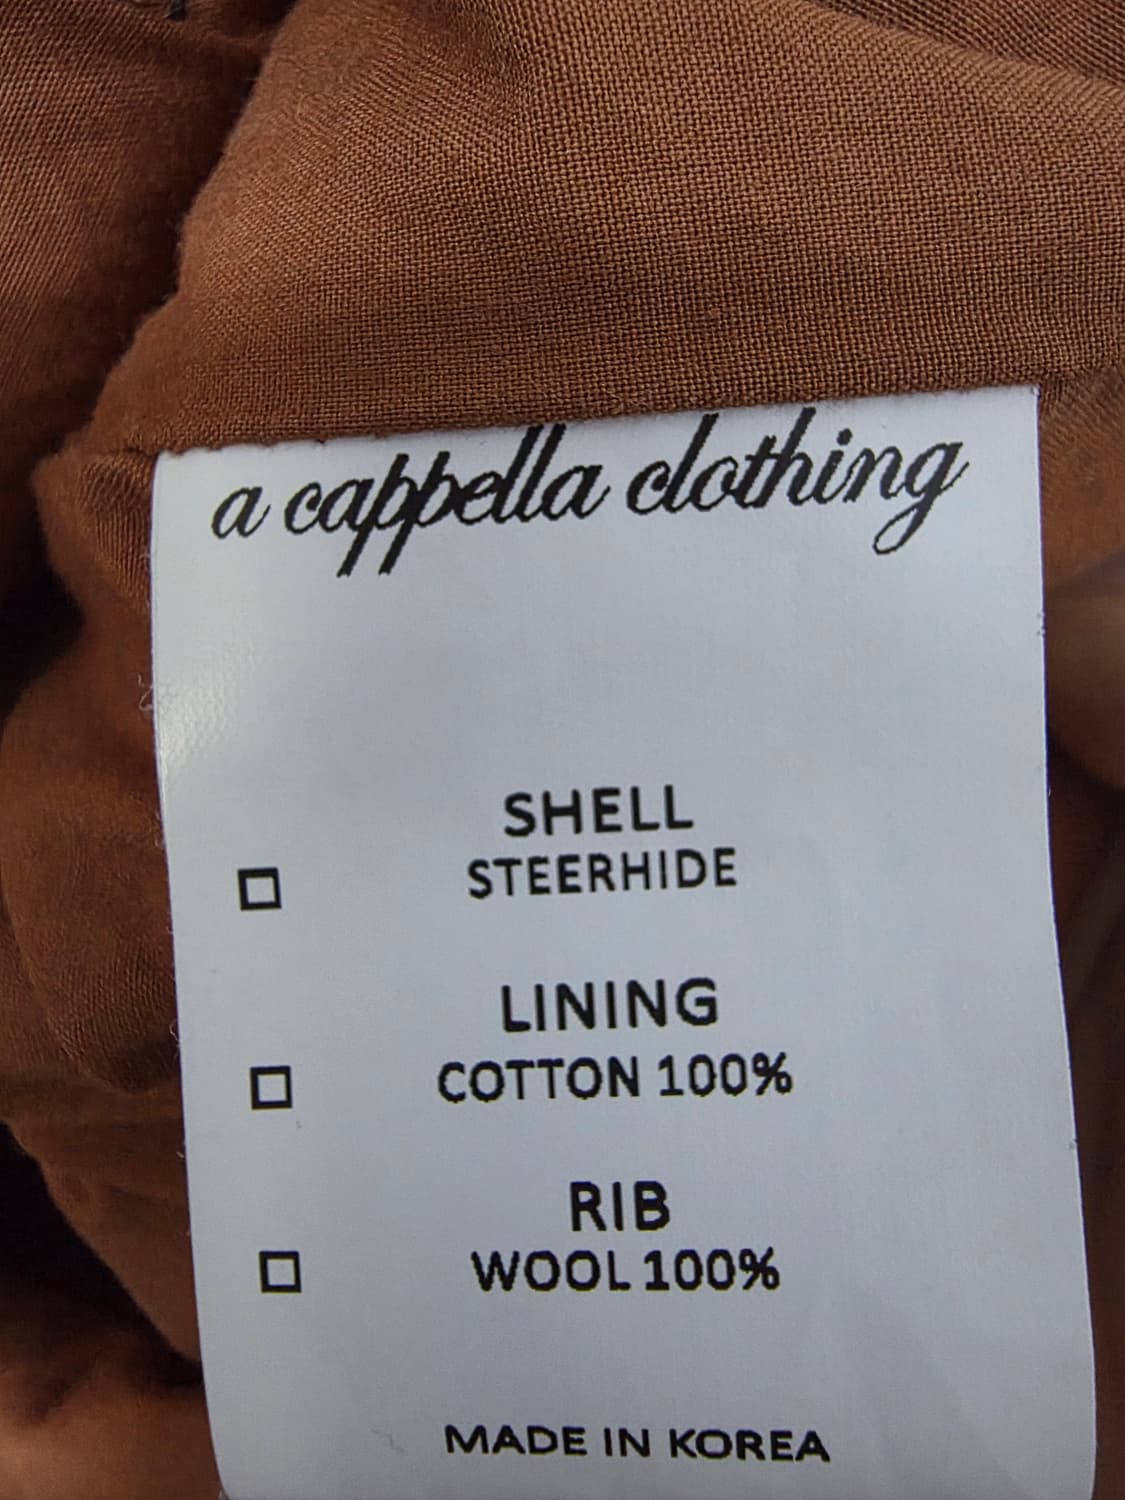 a cappella clothing
SHELL
STEERHIDE
LINING
COTTON 100%
RIB
WOOL 100%
MADE IN KOREA